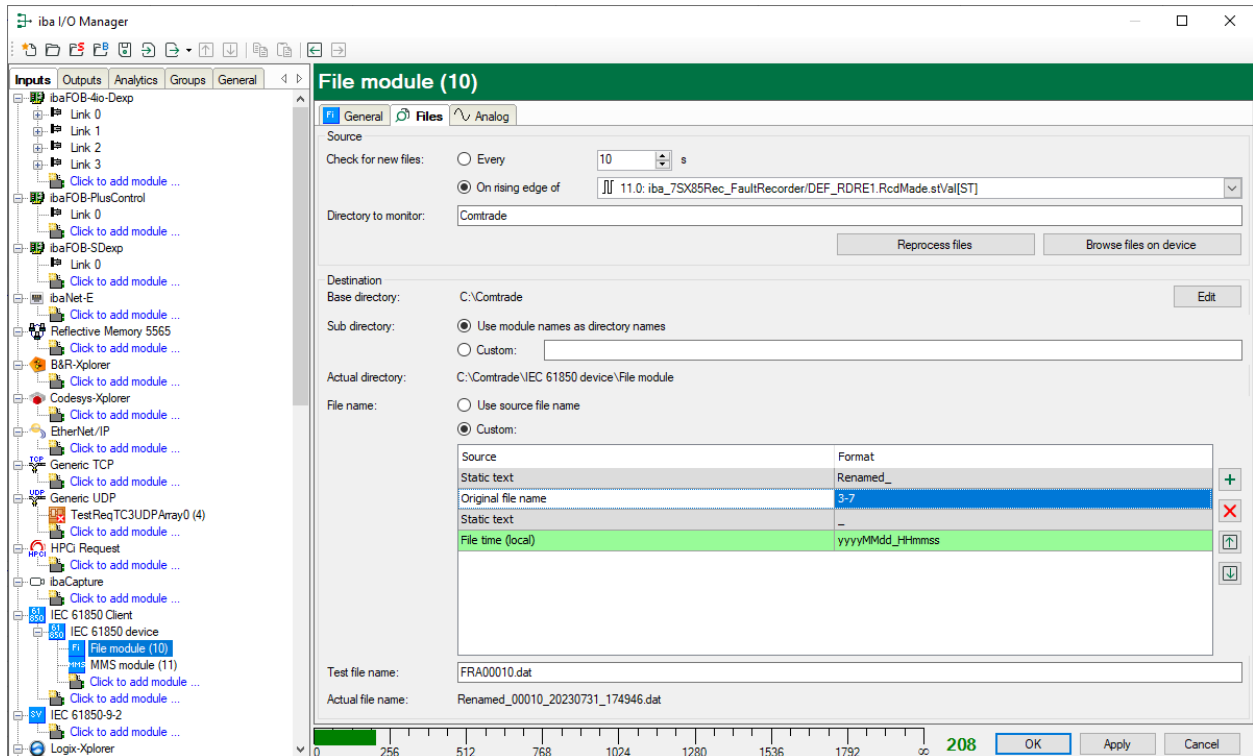 iba I/O Manager
Inputs Outputs Analytics Groups General
ibaFOB-4io-Dexp
Link 0
Link 1
Link 2
Link 3
Click to add module ...
ibaFOB-PlusControl
Link 0
Click to add module ...
ibaFOB-SDexp
Link 0
Click to add module ...
ibaNet-E
Click to add module ...
Reflective Memory 5565
Click to add module ...
B&R-Xplorer
Click to add module ...
Codesys-Xplorer
Click to add module ...
EtherNet/IP
Click to add module ...
TCP Generic TCP
Click to add module ...
UDP Generic UDP
TestReqTC3UDPArray0 (4)
Click to add module ...
HPCi HPCi Request
Click to add module ...
ibaCapture
Click to add module ...
61 850 IEC 61850 Client
61 850 IEC 61850 device
Fi File module (10)
MMS MMS module (11)
Click to add module ...
Click to add module ...
SV IEC 61850-9-2
Click to add module ...
Logix-Xplorer
File module (10)
Fi General Files Analog
Source
Check for new files: Every 10 s
On rising edge of 11.0: iba_7SX85Rec_FaultRecorder/DEF_RDRE1.RcdMade.stVal[ST]
Directory to monitor: Comtrade
Reprocess files Browse files on device
Destination
Base directory: C:\Comtrade Edit
Sub directory: Use module names as directory names
Custom:
Actual directory: C:\Comtrade\IEC 61850 device\File module
File name: Use source file name
Custom:
Source Format
Static text Renamed_
Original file name 3-7
Static text _
File time (local) yyyyMMdd_HHmmss
Test file name: FRA00010.dat
Actual file name: Renamed_00010_20230731_174946.dat
0 256 512 768 1024 1280 1536 1792 ∞ 208 OK Apply Cancel